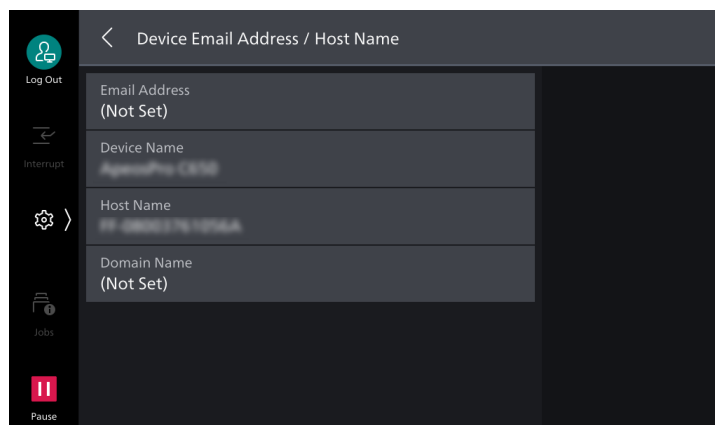 Device Email Address / Host Name
Log Out
Email Address
(Not Set)
Interrupt
Device Name
Host Name
Domain Name
(Not Set)
Jobs
Pause